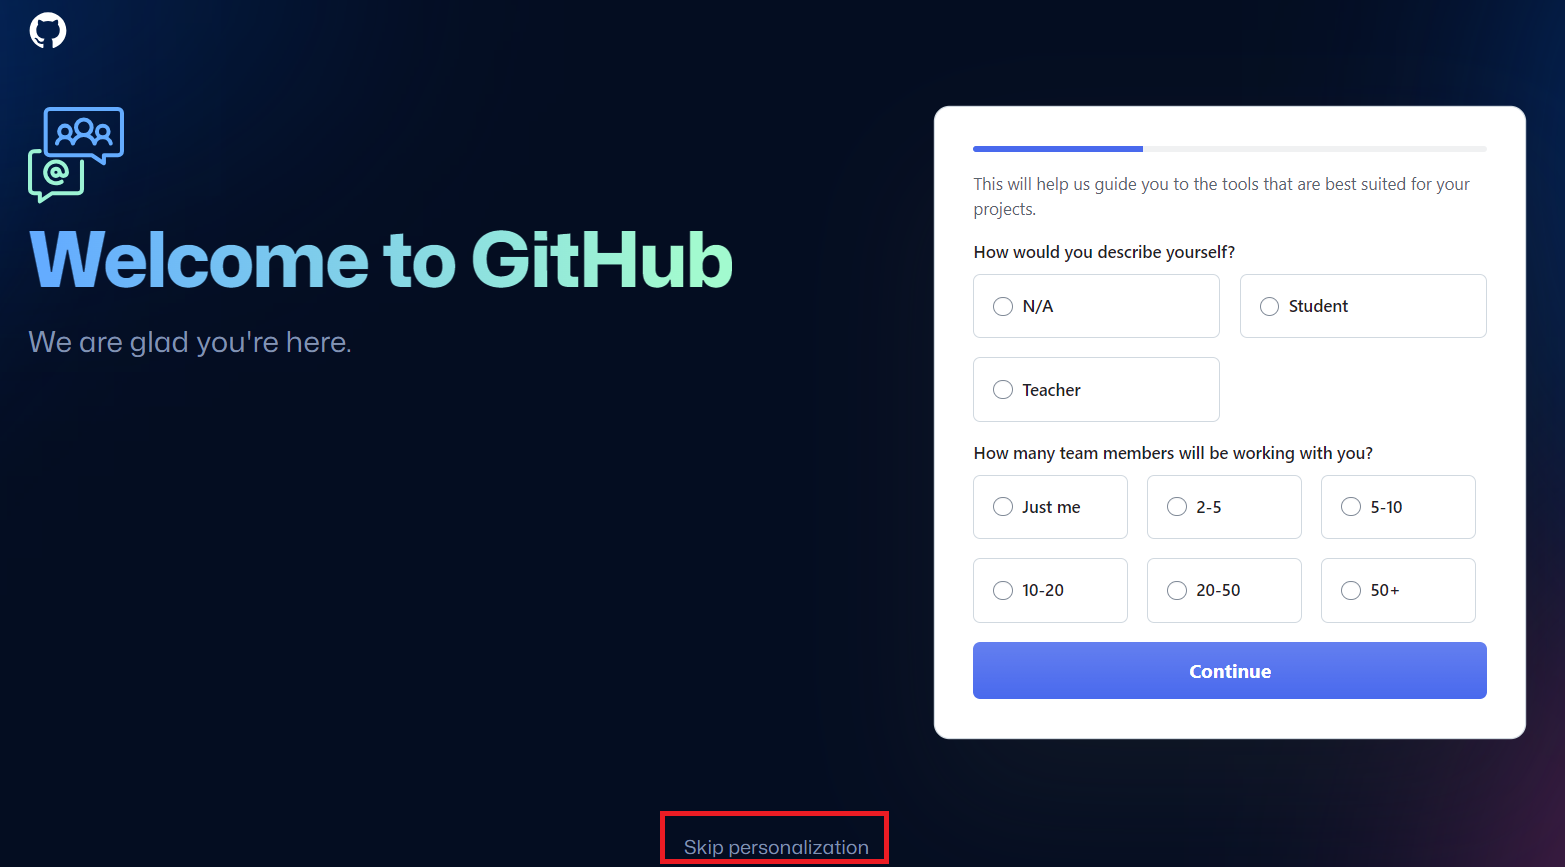 @
Welcome to GitHub
We are glad you're here.
This will help us guide you to the tools that are best suited for your
projects.
How would you describe yourself?
N/A
Student
Teacher
How many team members will be working with you?
Just me
2-5
5-10
10-20
20-50
50+
Continue
Skip personalization